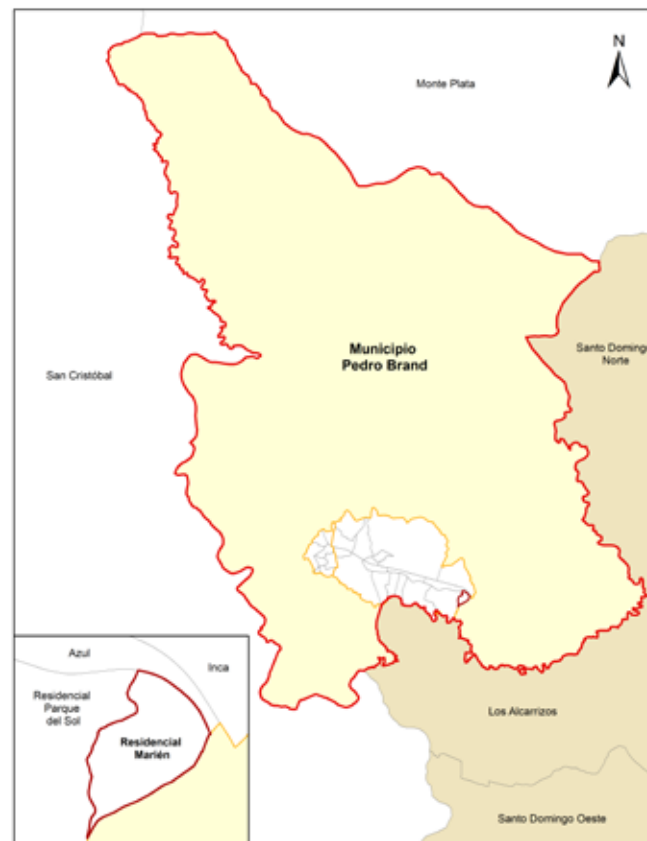 N
Monte Plata
Municipio
Pedro Brand
Santo Domingo
Norte
San Cristóbal
Azul
Inca
Residencial
Parque
del Sol
Residencial
Marién
Los Alcarrizos
Santo Domingo Oeste